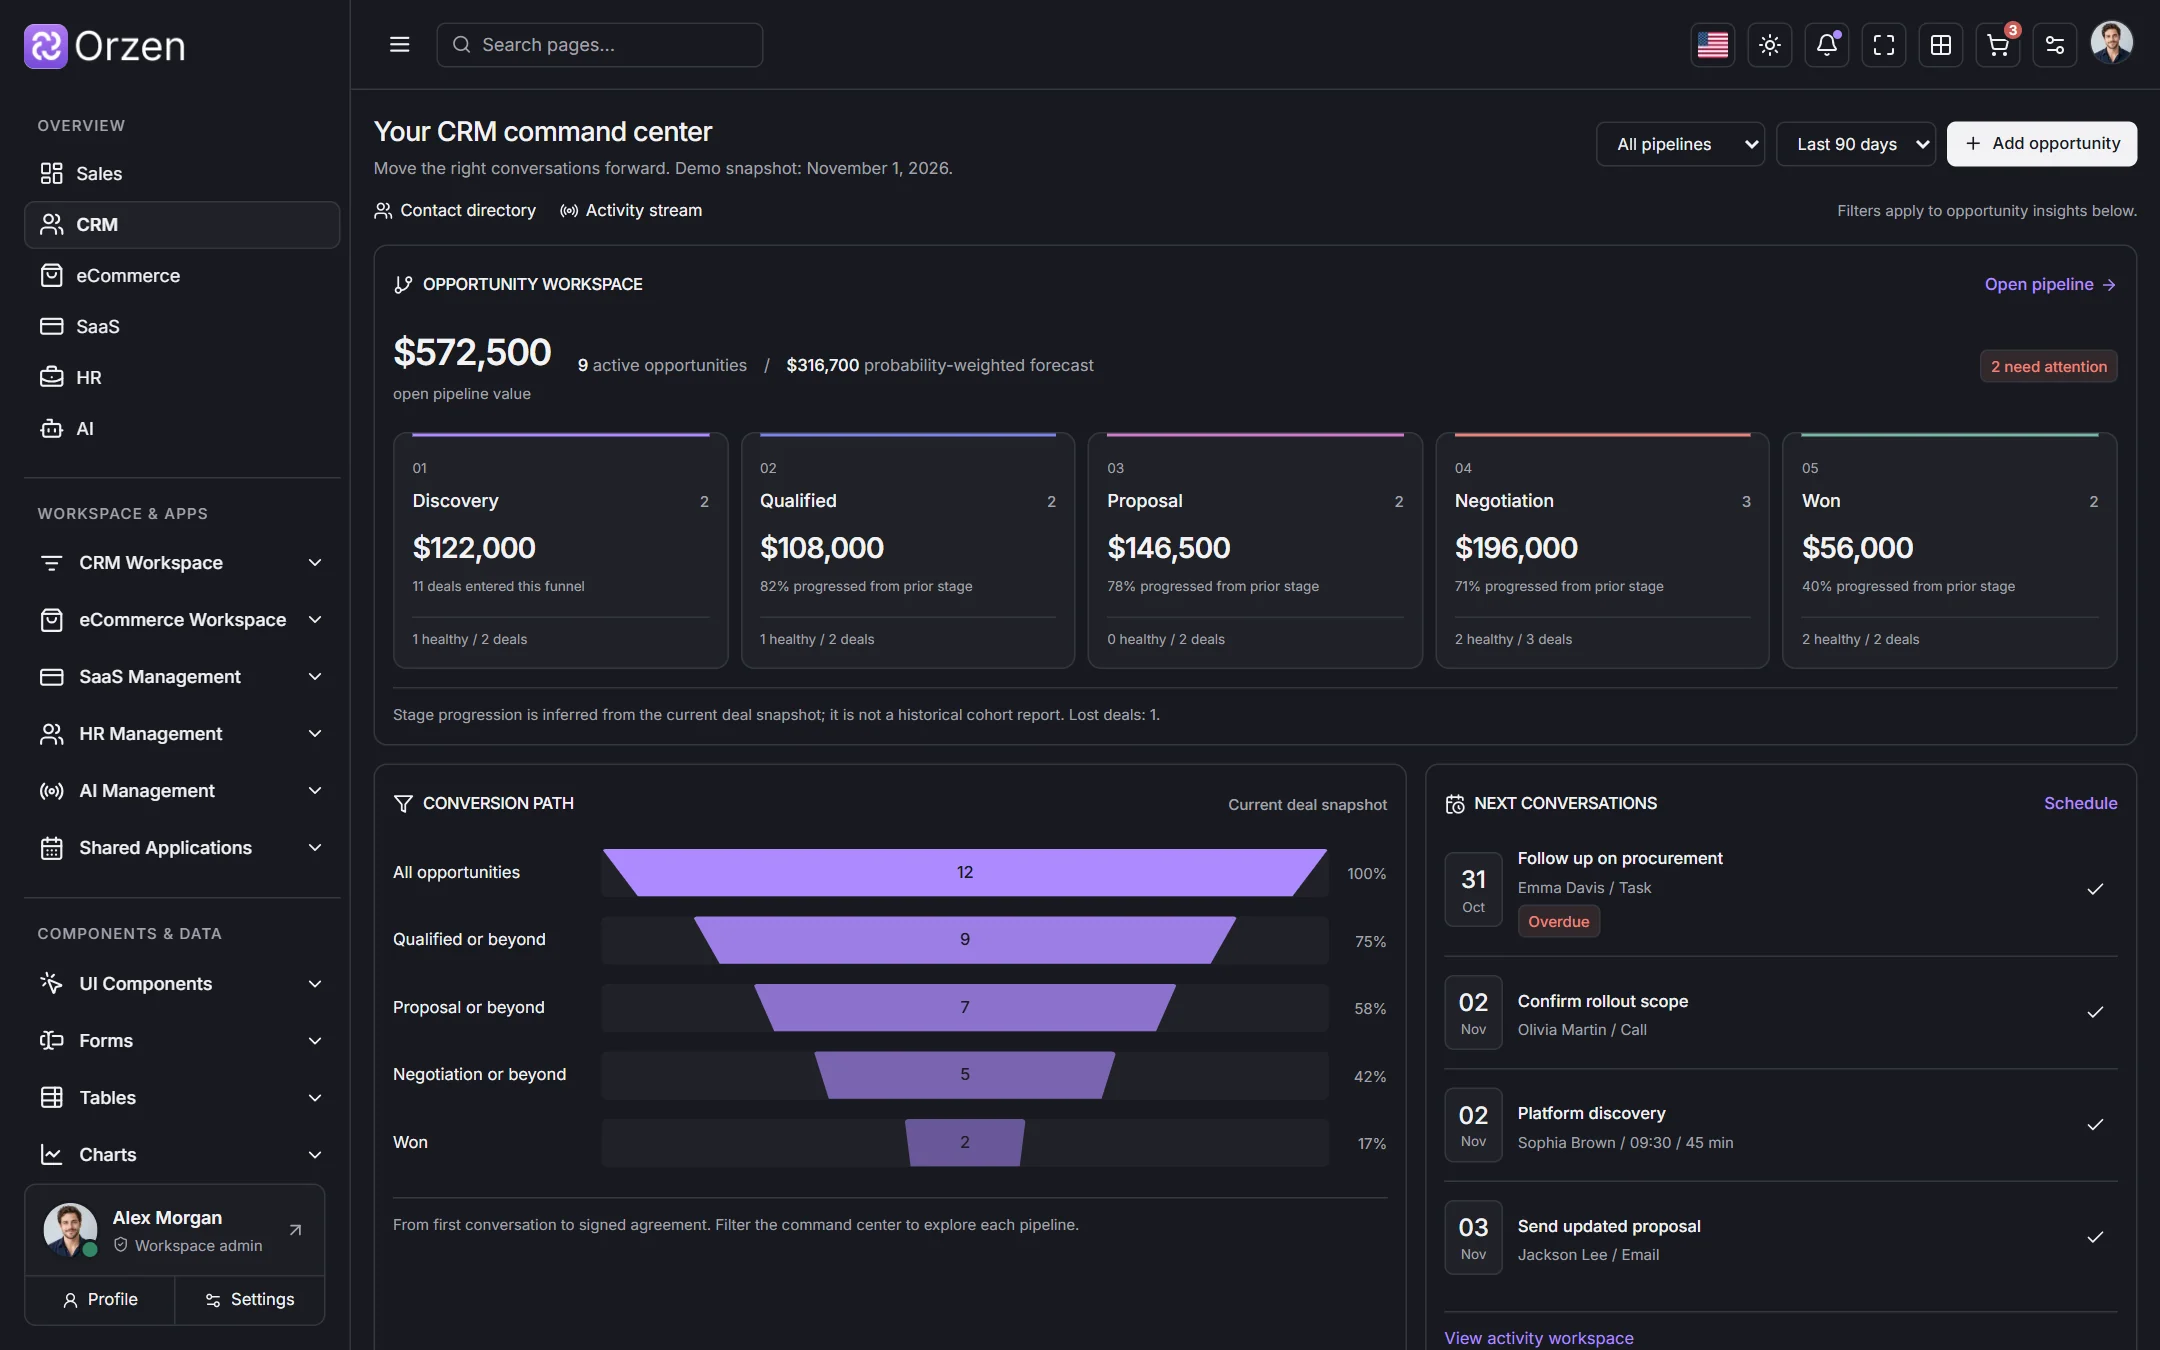 Orzen
Search pages...
3
OVERVIEW
Sales
CRM
eCommerce
SaaS
HR
AI
WORKSPACE & APPS
CRM Workspace
eCommerce Workspace
SaaS Management
HR Management
AI Management
Shared Applications
COMPONENTS & DATA
UI Components
Forms
Tables
Charts
Alex Morgan
Workspace admin
Profile
Settings
Your CRM command center
Move the right conversations forward. Demo snapshot: November 1, 2026.
All pipelines
Last 90 days
Add opportunity
Contact directory
Activity stream
Filters apply to opportunity insights below.
OPPORTUNITY WORKSPACE
Open pipeline
$572,500
open pipeline value
9 active opportunities / $316,700 probability-weighted forecast
2 need attention
01
Discovery 2
$122,000
11 deals entered this funnel
1 healthy / 2 deals
02
Qualified 2
$108,000
82% progressed from prior stage
1 healthy / 2 deals
03
Proposal 2
$146,500
78% progressed from prior stage
0 healthy / 2 deals
04
Negotiation 3
$196,000
71% progressed from prior stage
2 healthy / 3 deals
05
Won 2
$56,000
40% progressed from prior stage
2 healthy / 2 deals
Stage progression is inferred from the current deal snapshot; it is not a historical cohort report. Lost deals: 1.
CONVERSION PATH
Current deal snapshot
All opportunities 12 100%
Qualified or beyond 9 75%
Proposal or beyond 7 58%
Negotiation or beyond 5 42%
Won 2 17%
From first conversation to signed agreement. Filter the command center to explore each pipeline.
NEXT CONVERSATIONS
Schedule
31
Oct
Follow up on procurement
Emma Davis / Task
Overdue
02
Nov
Confirm rollout scope
Olivia Martin / Call
02
Nov
Platform discovery
Sophia Brown / 09:30 / 45 min
03
Nov
Send updated proposal
Jackson Lee / Email
View activity workspace